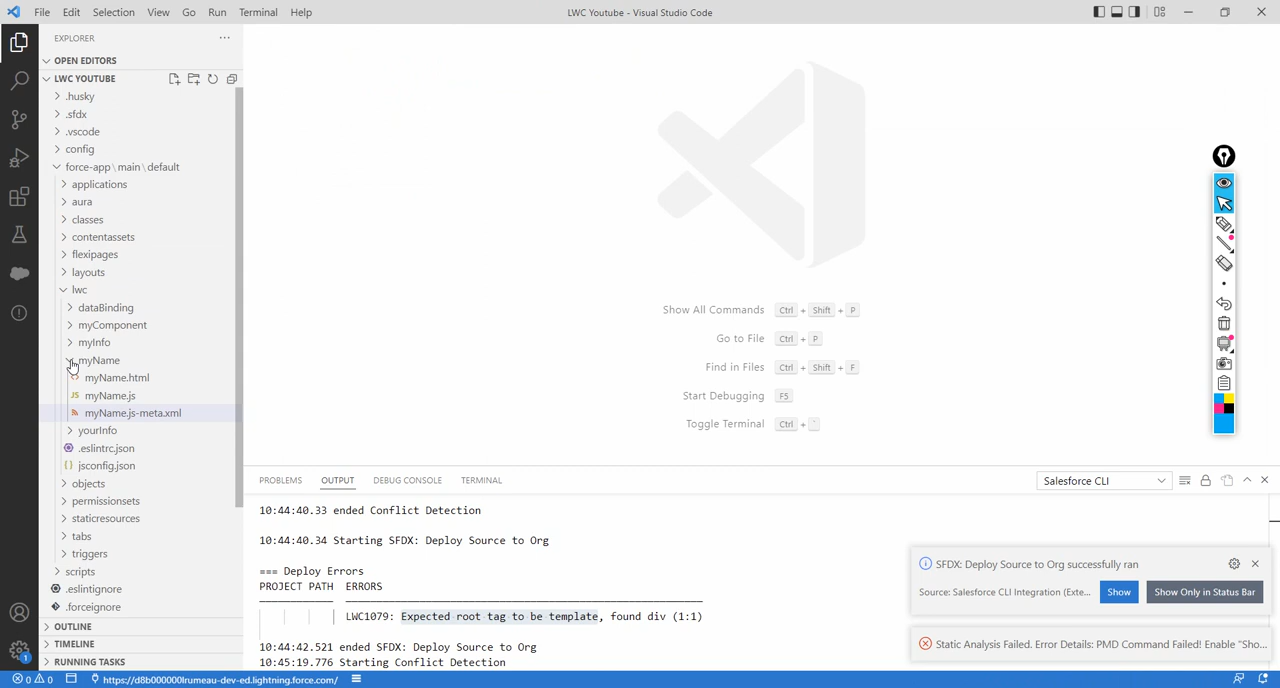 File Edit Selection View Go Run Terminal Help
LWC Youtube - Visual Studio Code
EXPLORER
OPEN EDITORS
LWC YOUTUBE
.husky
.sfdx
.vscode
config
force-app\main\default
applications
aura
classes
contentassets
flexipages
layouts
lwc
dataBinding
myComponent
myInfo
myName
myName.html
JS myName.js
myName.js-meta.xml
yourInfo
.eslintrc.json
{} jsconfig.json
objects
permissionsets
staticresources
tabs
triggers
scripts
.eslintignore
.forceignore
OUTLINE
TIMELINE
RUNNING TASKS
Show All Commands Ctrl + Shift + P
Go to File Ctrl + P
Find in Files Ctrl + Shift + F
Start Debugging F5
Toggle Terminal Ctrl + `
PROBLEMS OUTPUT DEBUG CONSOLE TERMINAL
Salesforce CLI
10:44:40.33 ended Conflict Detection
10:44:40.34 Starting SFDX: Deploy Source to Org
=== Deploy Errors
PROJECT PATH ERRORS
LWC1079: Expected root tag to be template, found div (1:1)
10:44:42.521 ended SFDX: Deploy Source to Org
10:45:19.776 Starting Conflict Detection
SFDX: Deploy Source to Org successfully ran
Source: Salesforce CLI Integration (Exte...
Show
Show Only in Status Bar
Static Analysis Failed. Error Details: PMD Command Failed! Enable "Sho...
1
0 0 https://d8b000000lrumeau-dev-ed.lightning.force.com/